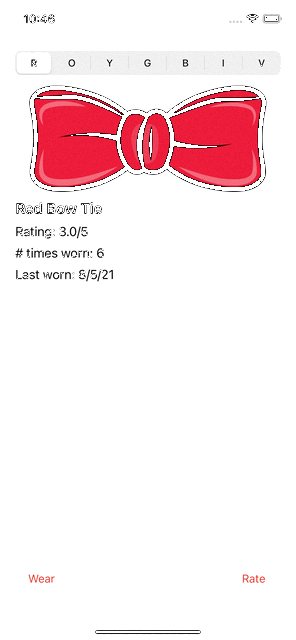 10:46
R O Y G B I V
Red Bow Tie
Rating: 3.0/5
# times worn: 6
Last worn: 8/5/21
Wear Rate